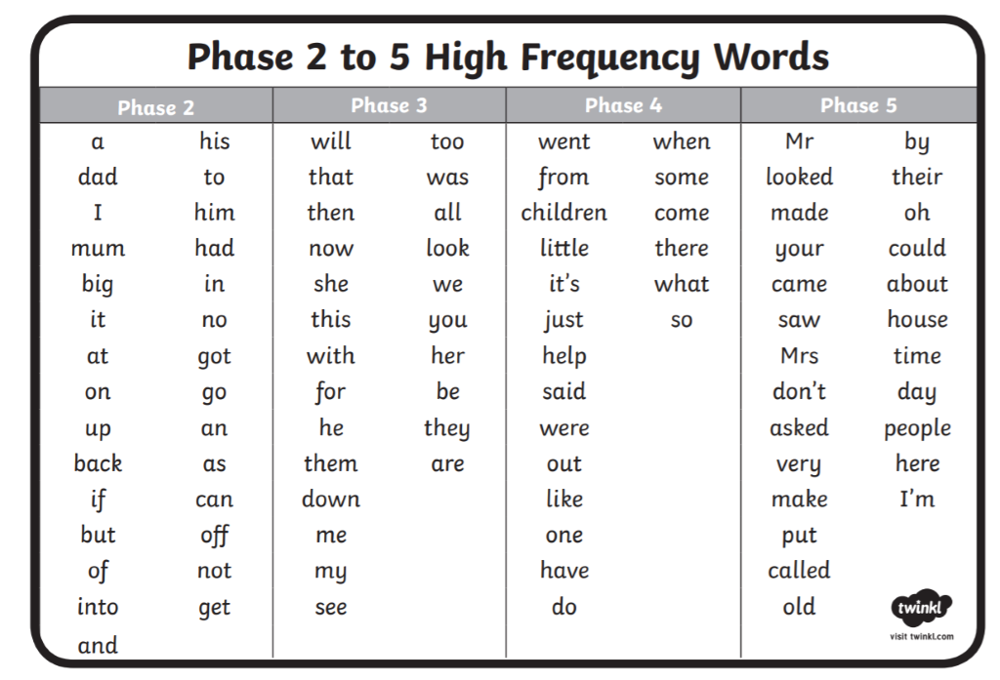 Phase 2 to 5 High Frequency Words
Phase 2 Phase 3 Phase 4 Phase 5
a his will too went when Mr by
dad to that was from some looked their
I him then all children come made oh
mum had now look little there your could
big in she we it's what came about
it no this you just so saw house
at got with her help Mrs time
on go for be said don't day
up an he they were asked people
back as them are out very here
if can down like make I'm
but off me one put
of not my have called
into get see do old
and
twinkl
visit twinkl.com